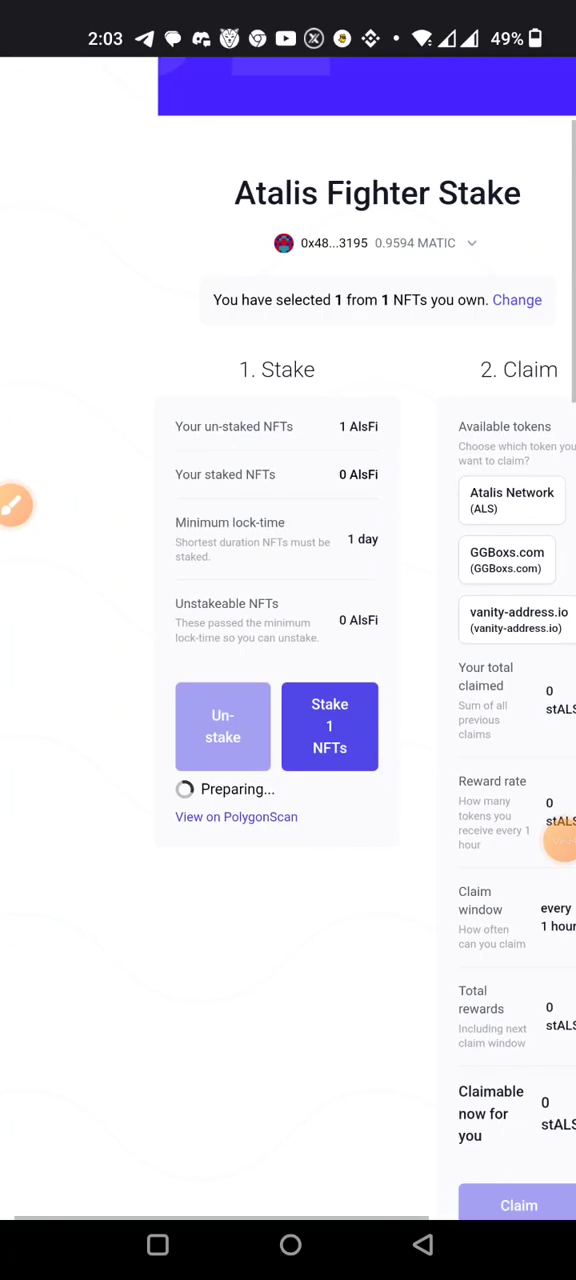 2:03
49%
Atalis Fighter Stake
0x48...3195 0.9594 MATIC
You have selected 1 from 1 NFTs you own. Change
1. Stake
Your un-staked NFTs 1 AlsFi
Your staked NFTs 0 AlsFi
Minimum lock-time
Shortest duration NFTs must be
staked.
1 day
Unstakeable NFTs
These passed the minimum
lock-time so you can unstake.
0 AlsFi
Un-
stake
Stake
1
NFTs
Preparing...
View on PolygonScan
2. Claim
Available tokens
Choose which token you
want to claim?
Atalis Network
(ALS)
GGBoxs.com
(GGBoxs.com)
vanity-address.io
(vanity-address.io)
Your total
claimed
Sum of all
previous
claims
0
stALS
Reward rate
How many
tokens you
receive every 1
hour
0
stALS
Claim
window
How often
can you claim
every
1 hour
Total
rewards
Including next
claim window
0
stALS
Claimable
now for
you
0
stALS
Claim